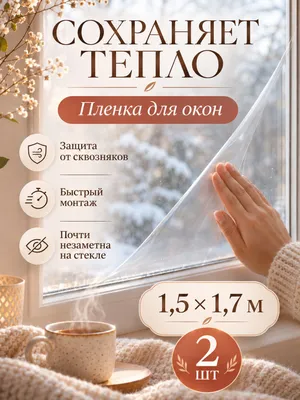 СОХРАНЯЕТ
ТЕПЛО
Пленка для окон
Защита
от сквозняков
Быстрый
монтаж
Почти
незаметна
на стекле
1,5 × 1,7 м
2
ШТ